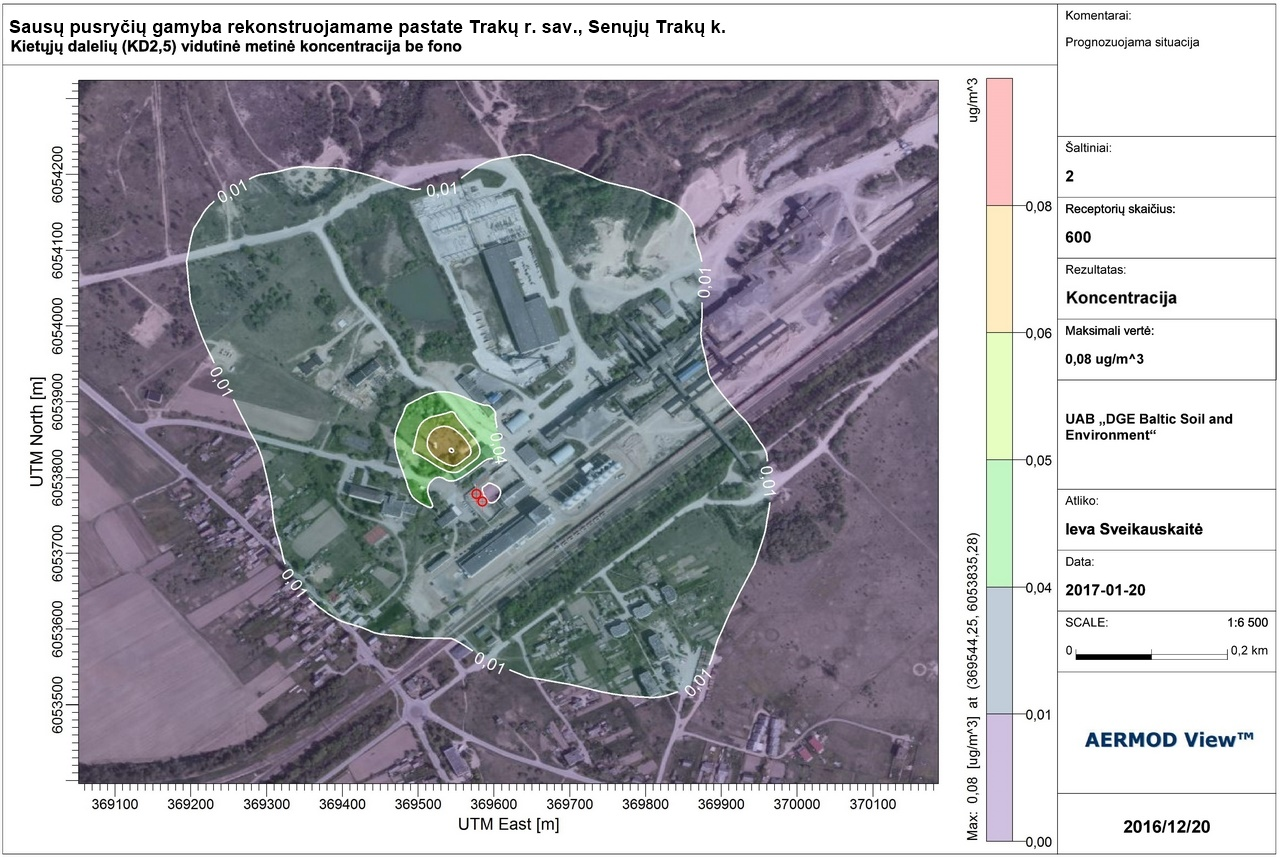 Sausų pusryčių gamyba rekonstruojamame pastate Trakų r. sav., Senųjų Trakų k.
Kietųjų dalelių (KD2,5) vidutinė metinė koncentracija be fono
Komentarai:
Prognozuojama situacija
Šaltiniai:
2
Receptorių skaičius:
600
Rezultatas:
Koncentracija
Maksimali vertė:
0,08 ug/m^3
UAB „DGE Baltic Soil and
Environment“
Atliko:
Ieva Sveikauskaitė
Data:
2017-01-20
SCALE:
1:6 500
0
0,2 km
AERMOD View™
2016/12/20
UTM North [m]
6054200
6054100
6054000
6053900
6053800
6053700
6053600
6053500
0,01
0,01
0,01
0,01
0,04
0,01
0,01
0,01
0,01
369100
369200
369300
369400
369500
369600
369700
369800
369900
370000
370100
UTM East [m]
ug/m^3
0,08
0,06
0,05
0,04
0,01
0,00
Max: 0,08 [ug/m^3] at (369544,25, 6053835,28)